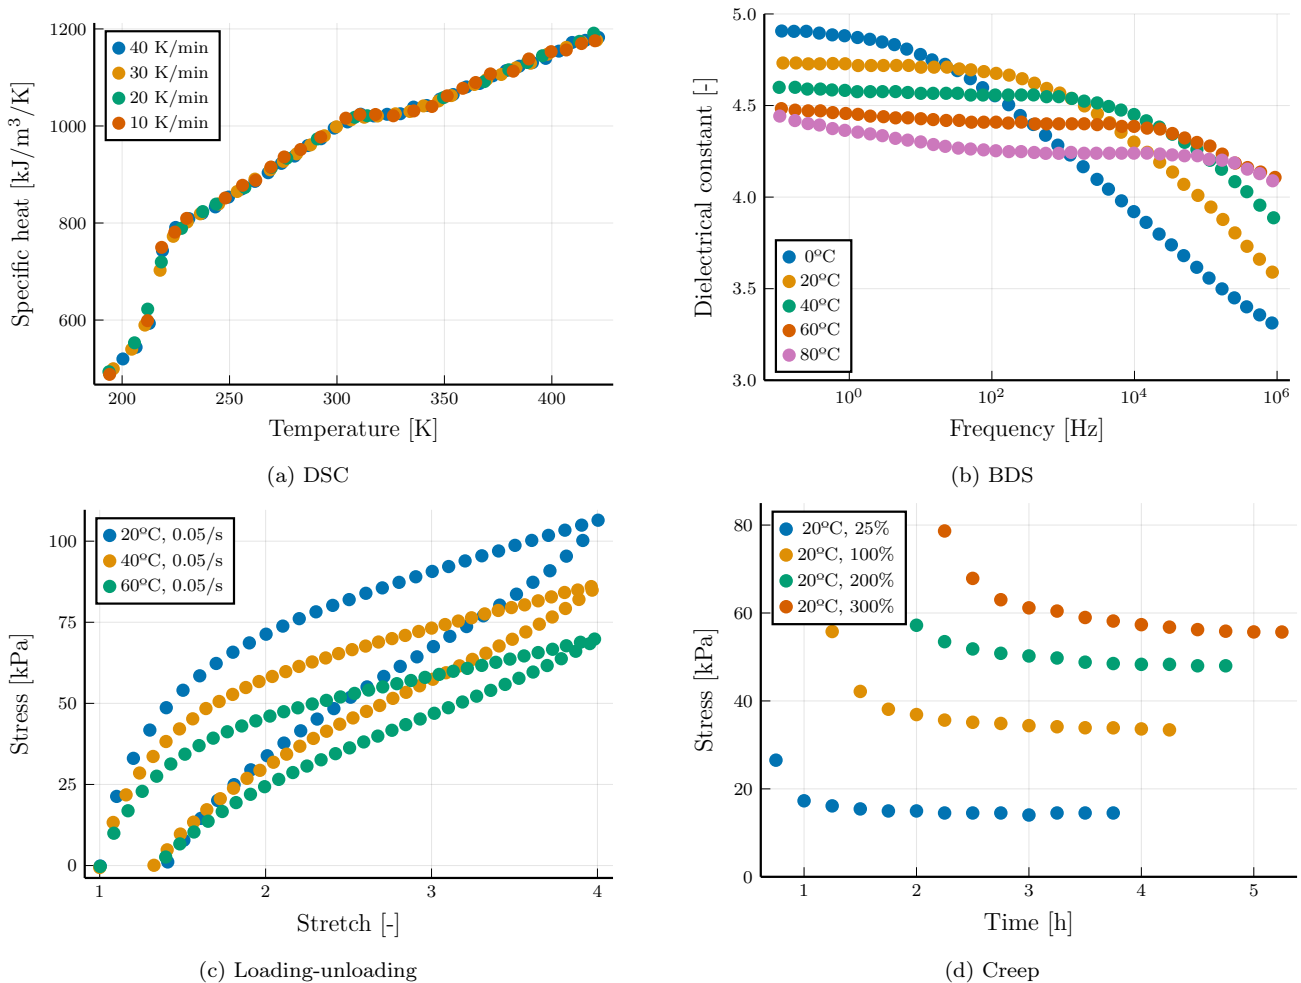 1200
1000
800
600
Specific heat [kJ/m³/K]
40 K/min
30 K/min
20 K/min
10 K/min
200 250 300 350 400
Temperature [K]
(a) DSC
5.0
4.5
4.0
3.5
3.0
Dielectrical constant [-]
0ºC
20ºC
40ºC
60ºC
80ºC
10⁰ 10² 10⁴ 10⁶
Frequency [Hz]
(b) BDS
100
75
50
25
0
Stress [kPa]
20ºC, 0.05/s
40ºC, 0.05/s
60ºC, 0.05/s
1 2 3 4
Stretch [-]
(c) Loading-unloading
80
60
40
20
0
Stress [kPa]
20ºC, 25%
20ºC, 100%
20ºC, 200%
20ºC, 300%
1 2 3 4 5
Time [h]
(d) Creep